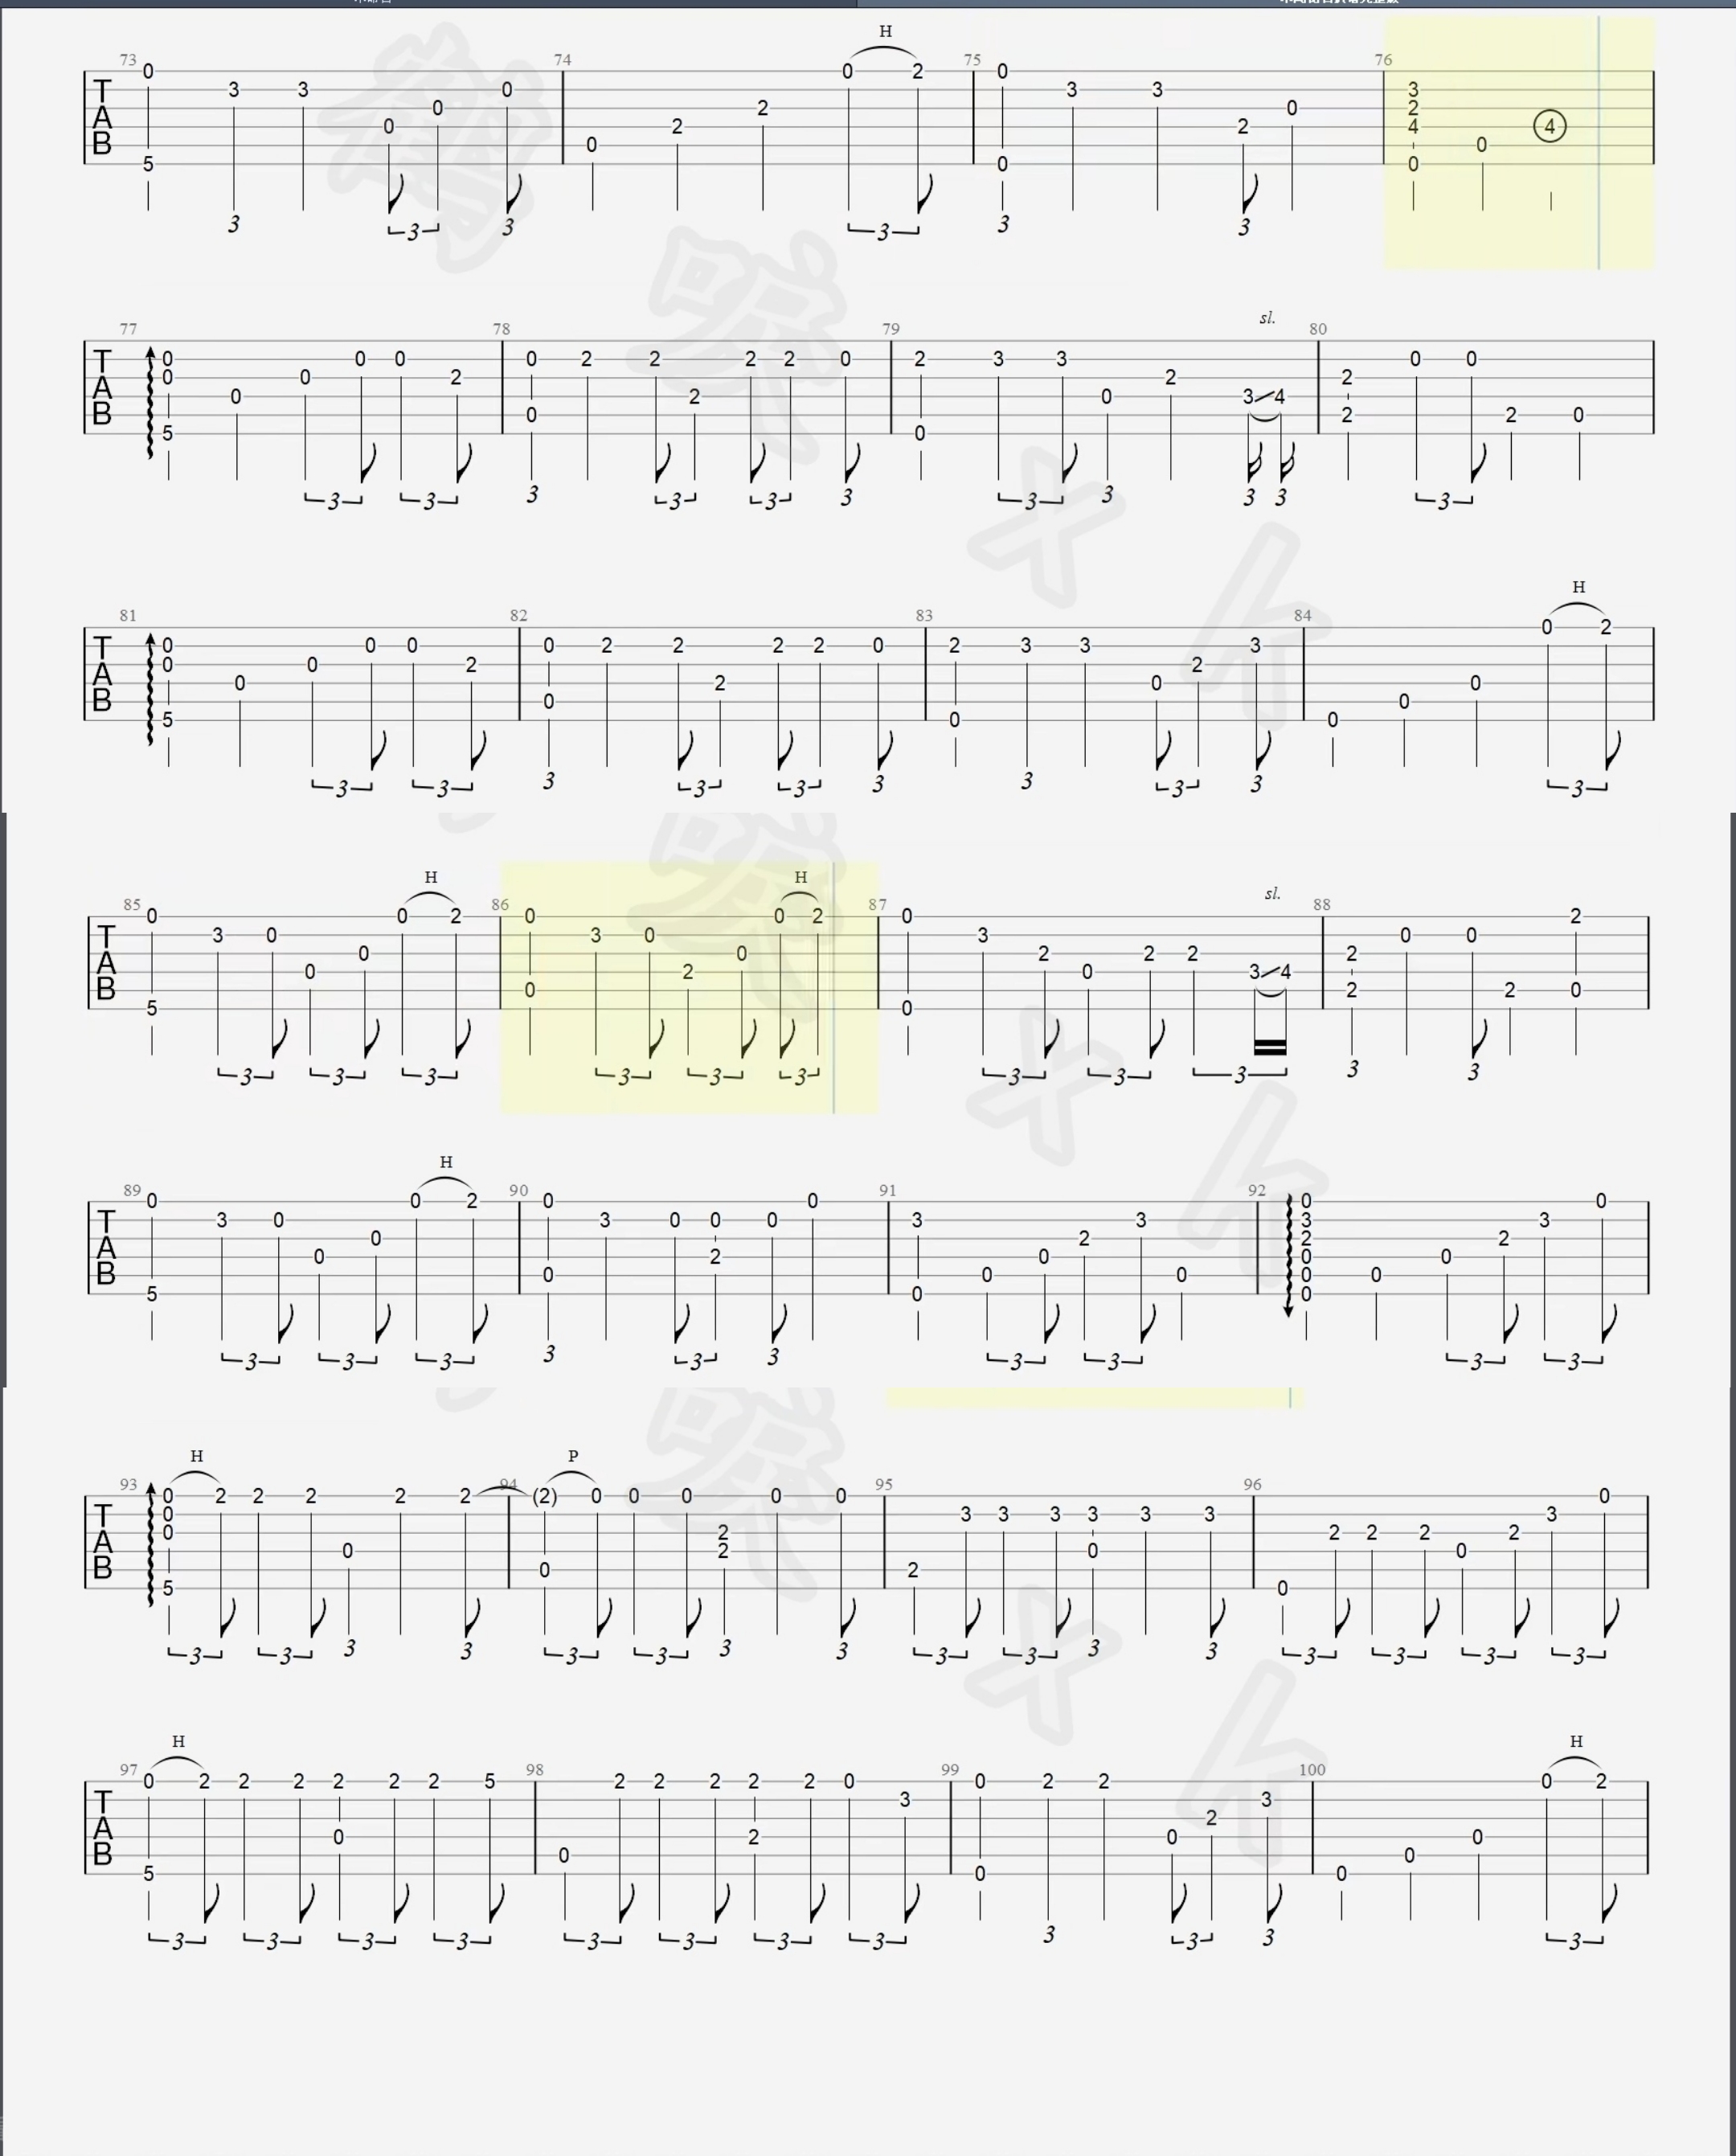 H
73 74 75 76
T
A
B
0 5 3 3 0 0 0 0 2 2 0 2 0 0 3 3 2 0 3 2 4 0 0 4
3 3 3 3 3 3
sl.
77 78 79 80
T
A
B
0 0 5 0 0 0 0 2 0 0 2 2 2 2 2 0 2 0 3 3 0 2 3 4 2 2 0 0 2 0
3 3 3 3 3 3 3 3 3 3 3
H
81 82 83 84
T
A
B
0 0 5 0 0 0 0 2 0 0 2 2 2 2 2 0 2 0 3 3 0 2 3 0 0 0 0 2
3 3 3 3 3 3 3 3 3 3
H H sl.
85 86 87 88
T
A
B
0 5 3 0 0 0 0 2 0 0 3 0 2 0 0 2 0 0 3 2 0 2 2 3 4 2 2 0 0 2 2 0
3 3 3 3 3 3 3 3 3 3 3
H
89 90 91 92
T
A
B
0 5 3 0 0 0 0 2 0 0 3 0 0 2 0 0 3 0 0 0 2 3 0 0 3 2 0 0 0 0 0 2 3 0
3 3 3 3 3 3 3 3 3 3
H P
93 94 95 96
T
A
B
0 0 0 5 2 2 2 0 2 2 (2) 0 0 0 0 2 2 0 0 2 3 3 3 3 0 3 3 0 2 2 2 0 2 3 0
3 3 3 3 3 3 3 3 3 3 3 3 3 3 3 3
H H
97 98 99 100
T
A
B
0 5 2 2 2 2 0 2 2 5 0 2 2 2 2 2 2 0 3 0 0 2 2 0 2 3 0 0 0 0 2
3 3 3 3 3 3 3 3 3 3 3 3
x k